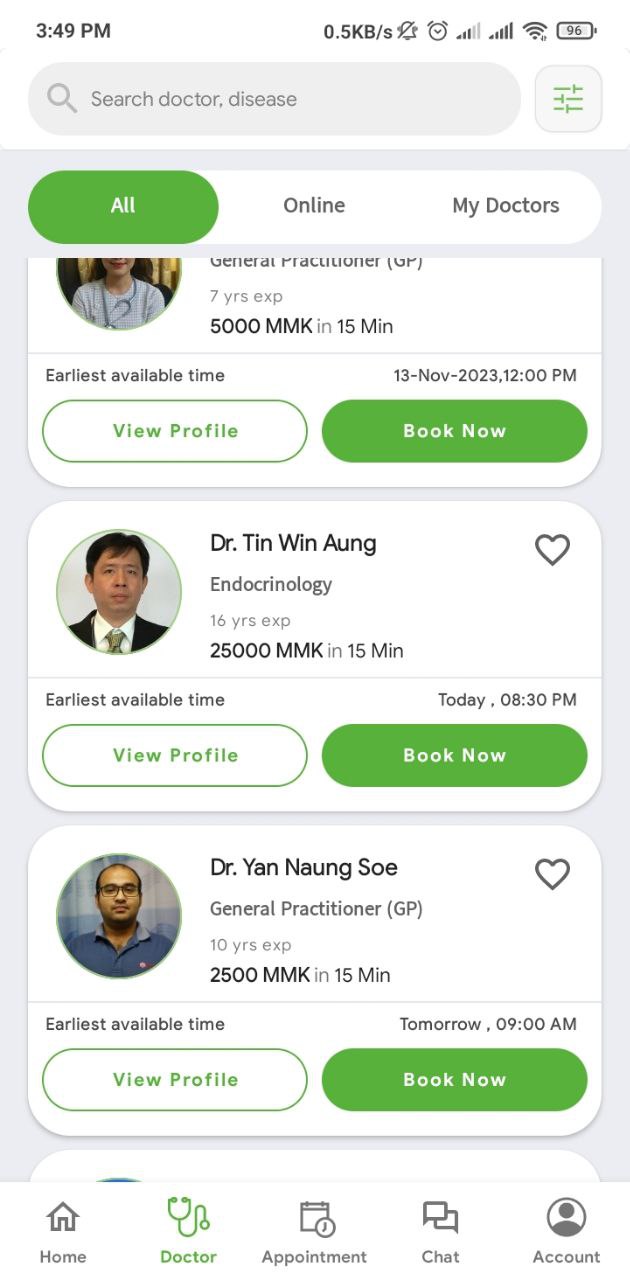 3:49 PM 0.5KB/s 96
Search doctor, disease
All Online My Doctors
General Practitioner (GP)
7 yrs exp
5000 MMK in 15 Min
Earliest available time 13-Nov-2023,12:00 PM
View Profile Book Now
Dr. Tin Win Aung
Endocrinology
16 yrs exp
25000 MMK in 15 Min
Earliest available time Today , 08:30 PM
View Profile Book Now
Dr. Yan Naung Soe
General Practitioner (GP)
10 yrs exp
2500 MMK in 15 Min
Earliest available time Tomorrow , 09:00 AM
View Profile Book Now
Home Doctor Appointment Chat Account